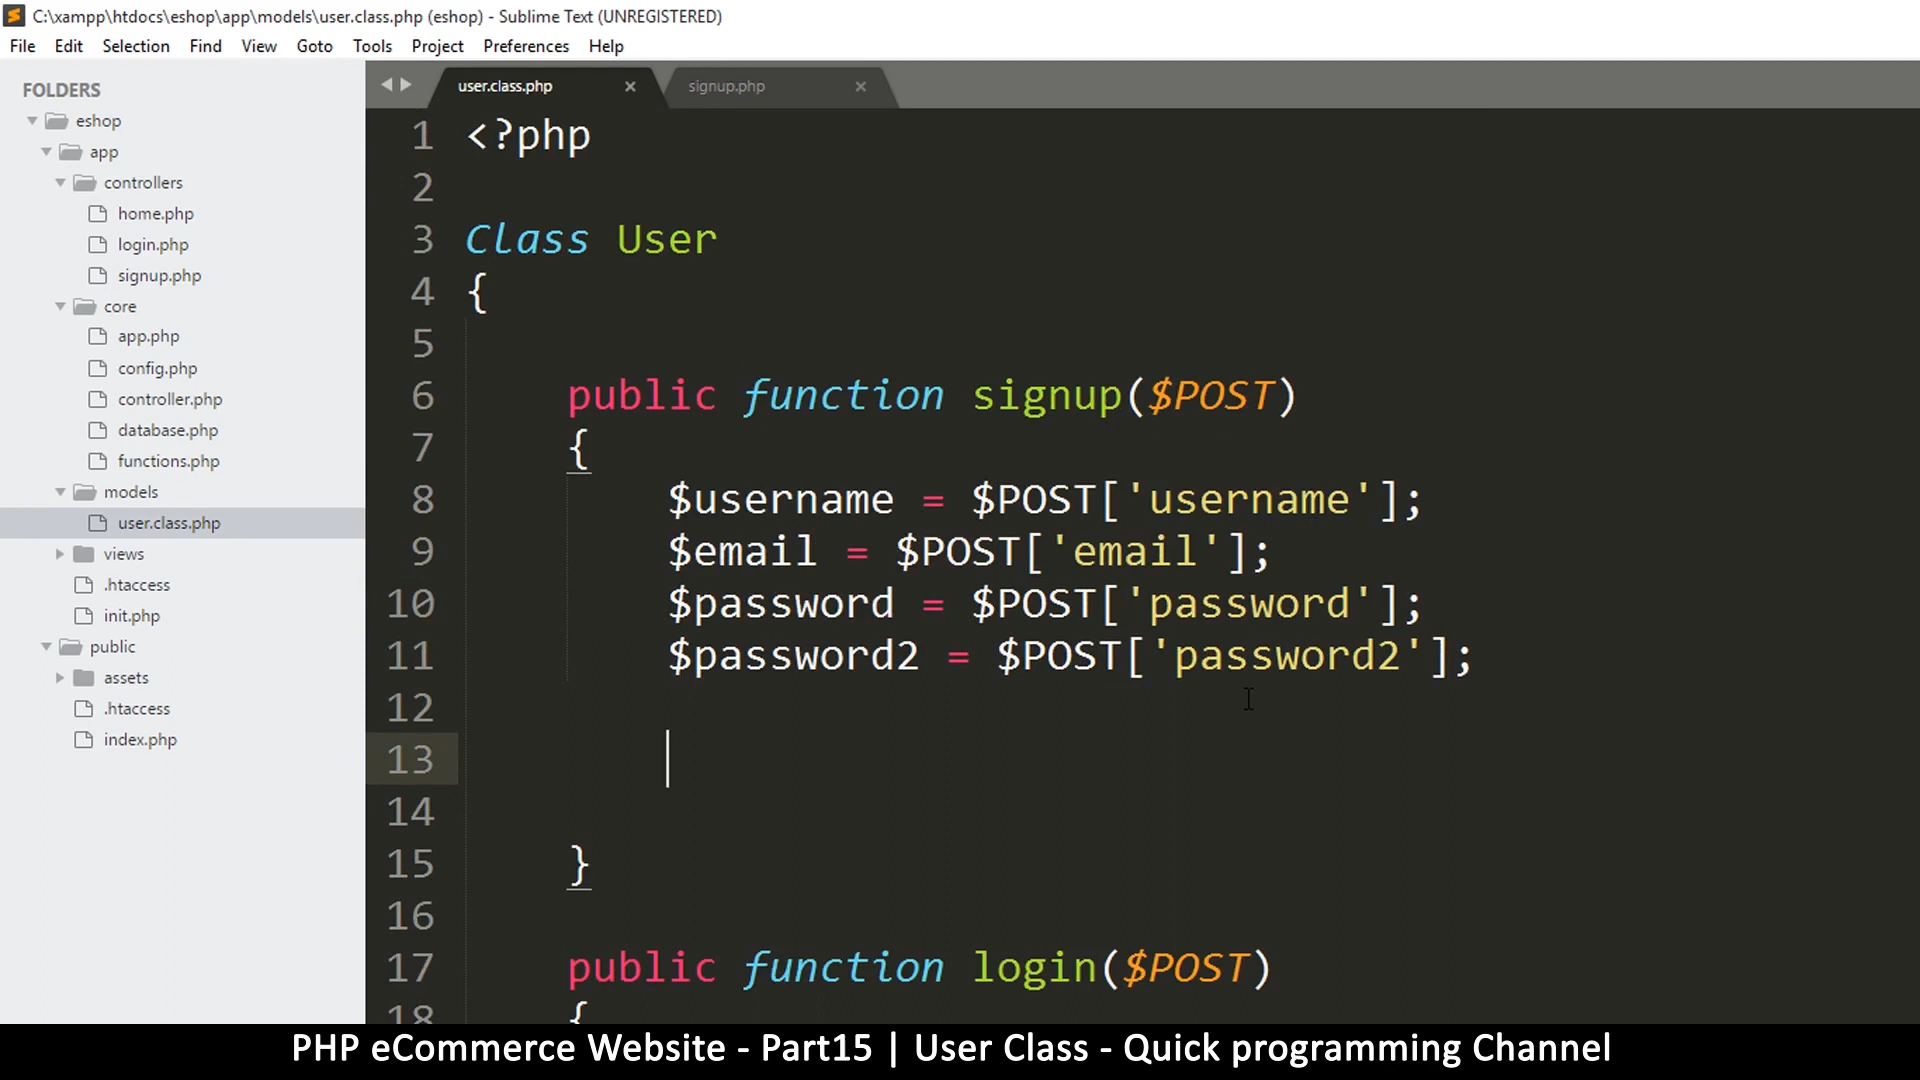 C:\xampp\htdocs\eshop\app\models\user.class.php (eshop) - Sublime Text (UNREGISTERED)
File Edit Selection Find View Goto Tools Project Preferences Help
FOLDERS
eshop
app
controllers
home.php
login.php
signup.php
core
app.php
config.php
controller.php
database.php
functions.php
models
user.class.php
views
.htaccess
init.php
public
assets
.htaccess
index.php
user.class.php signup.php
1 <?php
2
3 Class User
4 {
5
6 public function signup($POST)
7 {
8 $username = $POST['username'];
9 $email = $POST['email'];
10 $password = $POST['password'];
11 $password2 = $POST['password2'];
12
13
14
15 }
16
17 public function login($POST)
18 {
PHP eCommerce Website - Part15 | User Class - Quick programming Channel